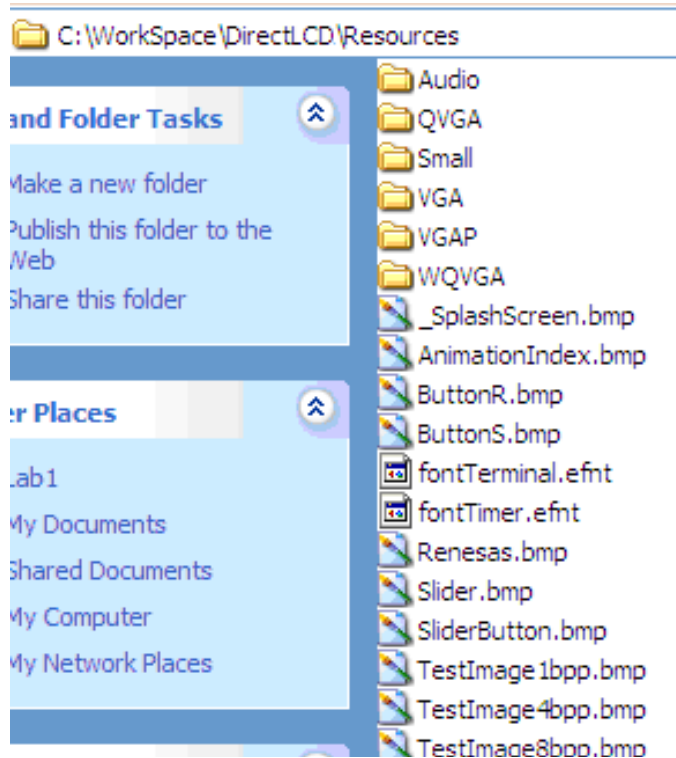 C:\WorkSpace\DirectLCD\Resources
and Folder Tasks
Make a new folder
Publish this folder to the
Web
Share this folder
er Places
Lab1
My Documents
Shared Documents
My Computer
My Network Places
Audio
QVGA
Small
VGA
VGAP
WQVGA
_SplashScreen.bmp
AnimationIndex.bmp
ButtonR.bmp
ButtonS.bmp
fontTerminal.efnt
fontTimer.efnt
Renesas.bmp
Slider.bmp
SliderButton.bmp
TestImage1bpp.bmp
TestImage4bpp.bmp
TestImage8bpp.bmp